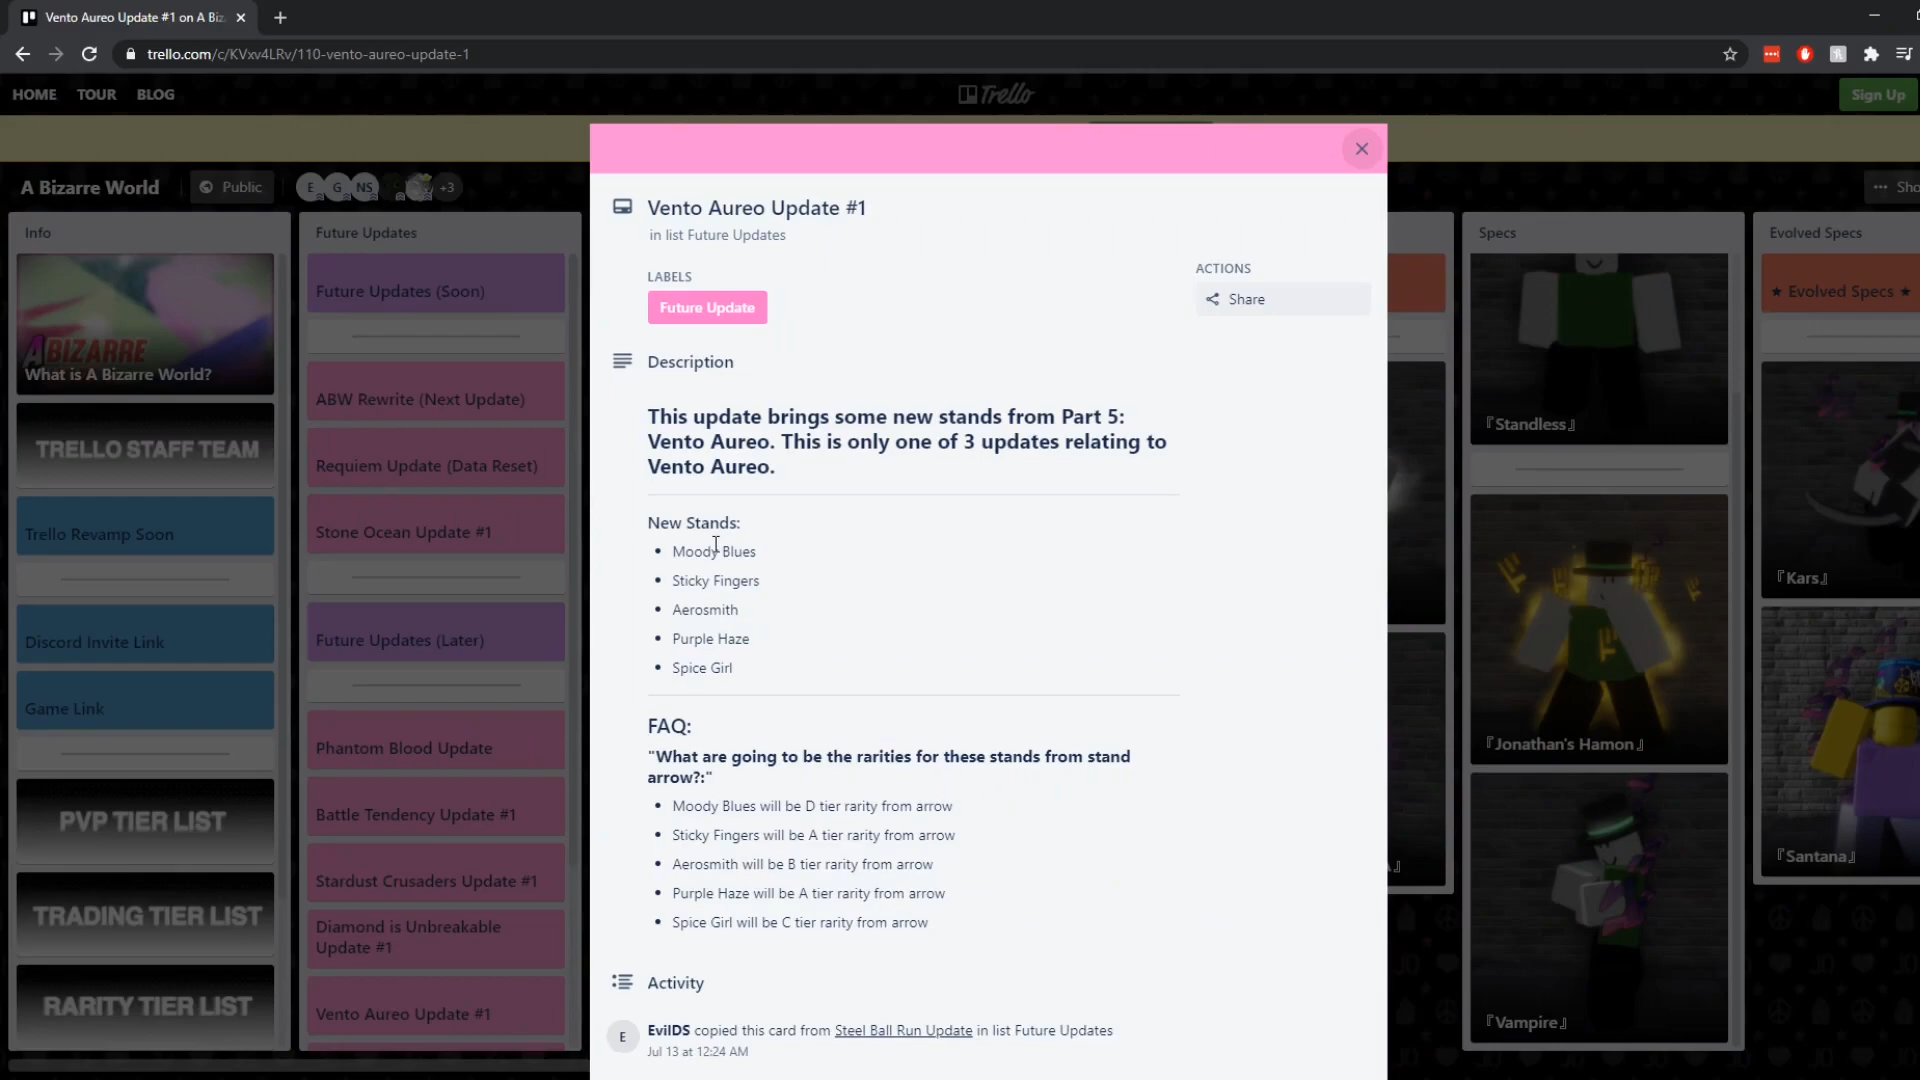 Vento Aureo Update #1 on A Biz
trello.com/c/KVxv4LRv/110-vento-aureo-update-1
HOME
TOUR
BLOG
Trello
Sign Up
A Bizarre World
Public
E
G
NS
+3
Sho
Info
What is A Bizarre World?
A BIZARRE
TRELLO STAFF TEAM
Trello Revamp Soon
Discord Invite Link
Game Link
PVP TIER LIST
TRADING TIER LIST
RARITY TIER LIST
Future Updates
Future Updates (Soon)
ABW Rewrite (Next Update)
Requiem Update (Data Reset)
Stone Ocean Update #1
Future Updates (Later)
Phantom Blood Update
Battle Tendency Update #1
Stardust Crusaders Update #1
Diamond is Unbreakable
Update #1
Vento Aureo Update #1
Vento Aureo Update #1
in list Future Updates
LABELS
Future Update
ACTIONS
Share
Description
This update brings some new stands from Part 5:
Vento Aureo. This is only one of 3 updates relating to
Vento Aureo.
New Stands:
• Moody Blues
• Sticky Fingers
• Aerosmith
• Purple Haze
• Spice Girl
FAQ:
"What are going to be the rarities for these stands from stand
arrow?:"
• Moody Blues will be D tier rarity from arrow
• Sticky Fingers will be A tier rarity from arrow
• Aerosmith will be B tier rarity from arrow
• Purple Haze will be A tier rarity from arrow
• Spice Girl will be C tier rarity from arrow
Activity
E
EvilDS copied this card from Steel Ball Run Update in list Future Updates
Jul 13 at 12:24 AM
Specs
『Standless』
『Jonathan's Hamon』
『Vampire』
Evolved Specs
★ Evolved Specs ★
『Kars』
『Santana』